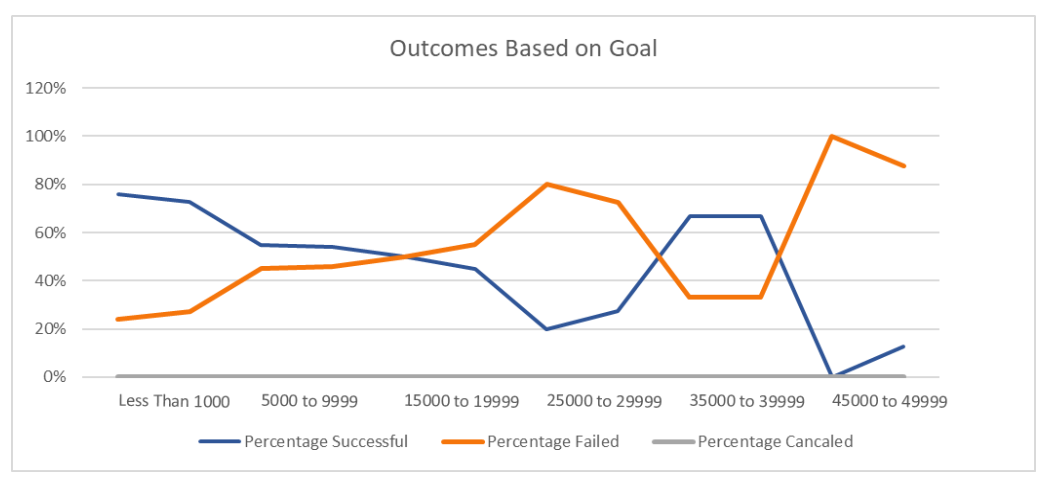 Outcomes Based on Goal
120%
100%
80%
60%
40%
20%
0%
Less Than 1000 5000 to 9999 15000 to 19999 25000 to 29999 35000 to 39999 45000 to 49999
Percentage Successful Percentage Failed Percentage Cancaled